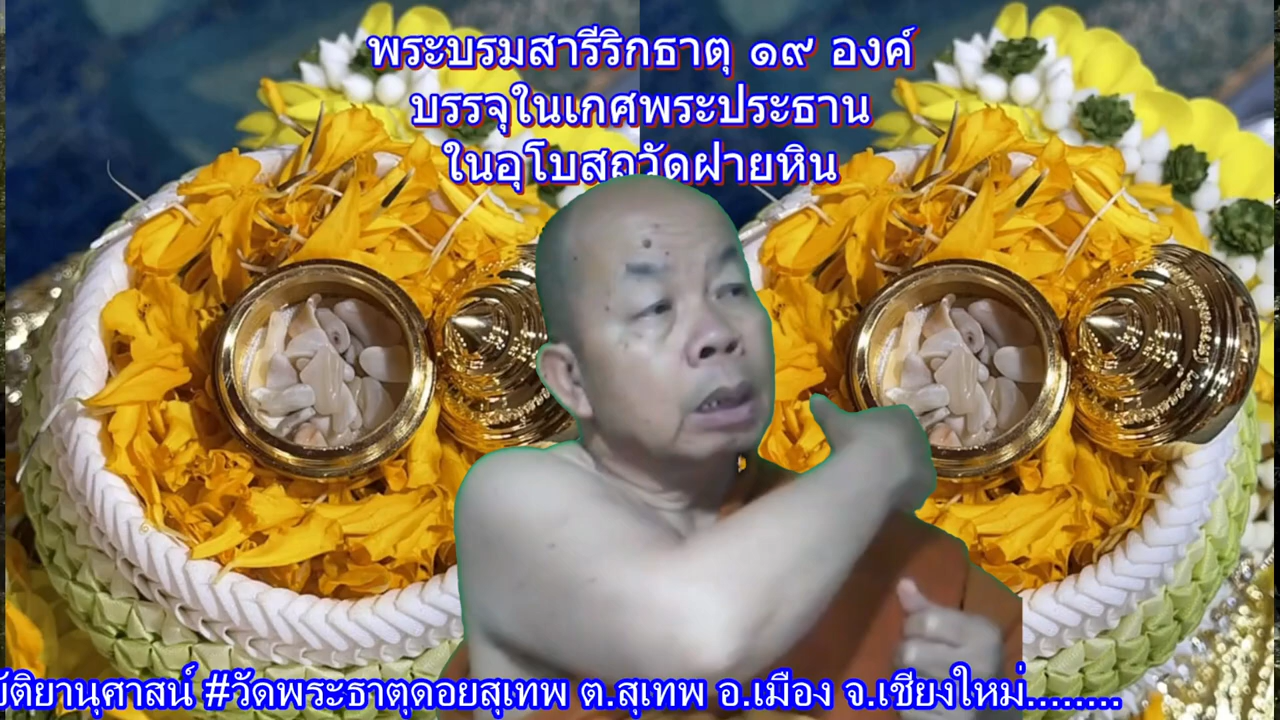 พระบรมสารีริกธาตุ ๑๙ องค์
บรรจุในเกศพระประธาน
ในอุโบสถวัดฝายหิน
บัติยานุศาสน์ #วัดพระธาตุดอยสุเทพ ต.สุเทพ อ.เมือง จ.เชียงใหม่........